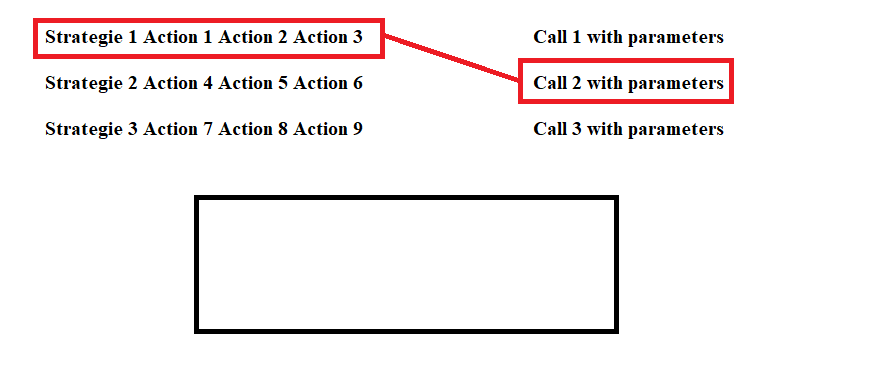 Strategie 1 Action 1 Action 2 Action 3
Call 1 with parameters
Strategie 2 Action 4 Action 5 Action 6
Call 2 with parameters
Strategie 3 Action 7 Action 8 Action 9
Call 3 with parameters